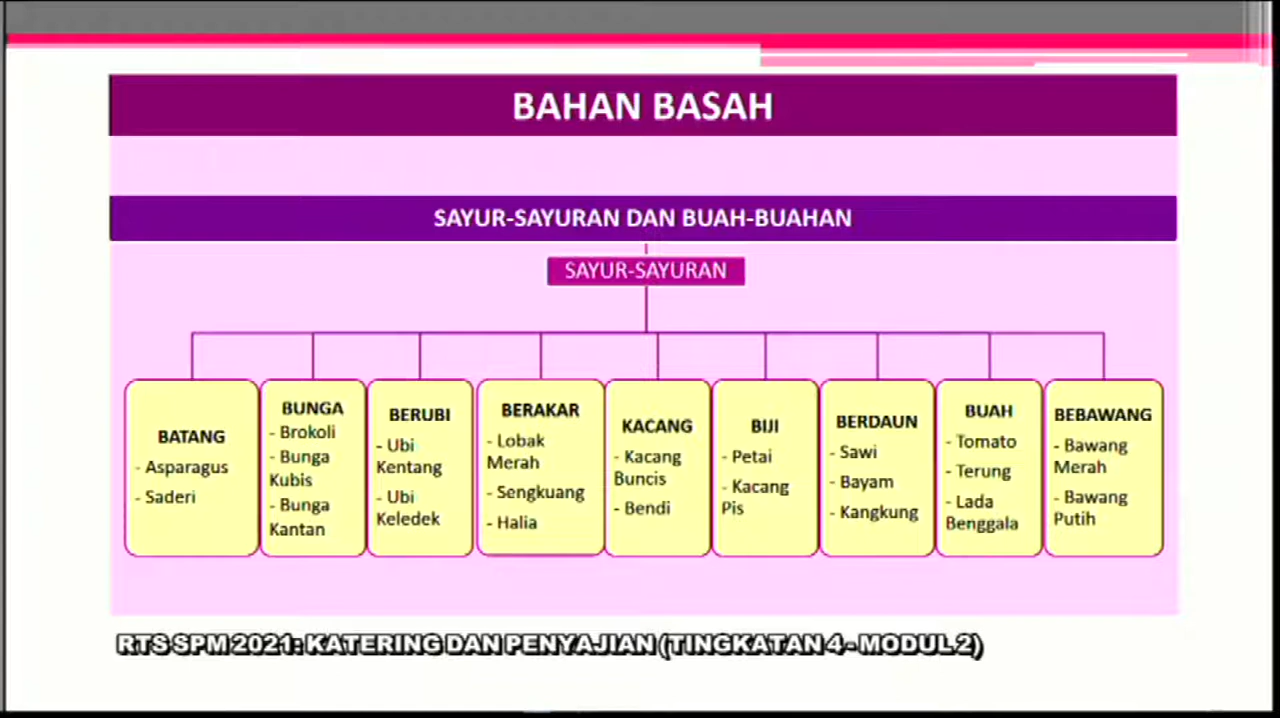 BAHAN BASAH
SAYUR-SAYURAN DAN BUAH-BUAHAN
SAYUR-SAYURAN
BATANG
- Asparagus
- Saderi
BUNGA
- Brokoli
- Bunga
Kubis
- Bunga
Kantan
BERUBI
- Ubi
Kentang
- Ubi
Keledek
BERAKAR
- Lobak
Merah
- Sengkuang
- Halia
KACANG
- Kacang
Buncis
- Bendi
BIJI
- Petai
- Kacang
Pis
BERDAUN
- Sawi
- Bayam
- Kangkung
BUAH
- Tomato
- Terung
- Lada
Benggala
BEBAWANG
- Bawang
Merah
- Bawang
Putih
RTS SPM 2021: KATERING DAN PENYAJIAN (TINGKATAN 4 - MODUL 2)